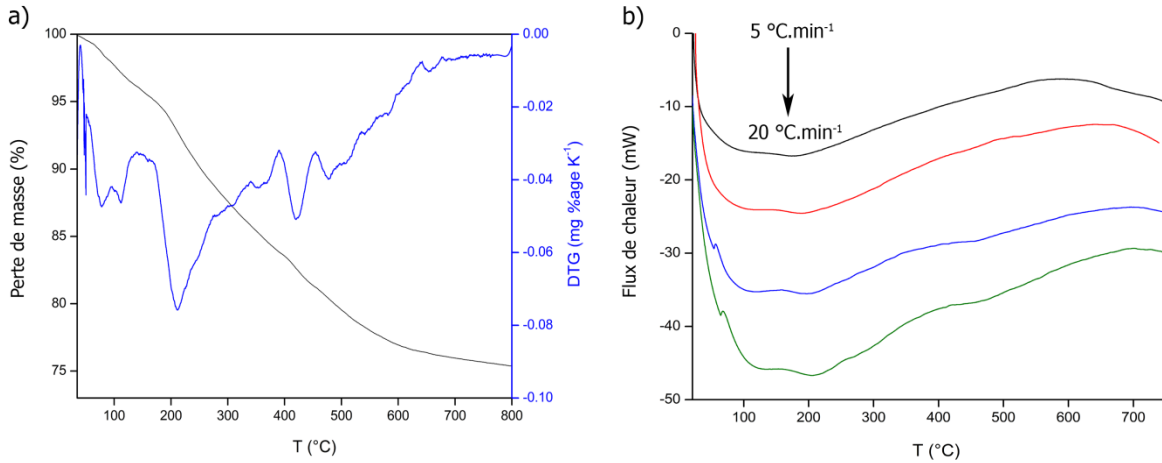 a)
100
95
90
85
80
75
Perte de masse (%)
0.00
-0.02
-0.04
-0.06
-0.08
-0.10
DTG (mg %age K⁻¹)
100 200 300 400 500 600 700 800
T (°C)
b)
5 °C.min⁻¹
20 °C.min⁻¹
0
-10
-20
-30
-40
-50
Flux de chaleur (mW)
100 200 300 400 500 600 700
T (°C)